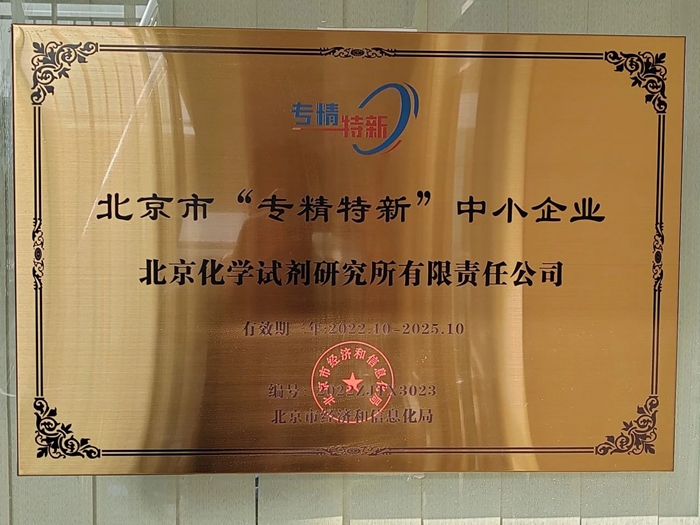 专精特新
北京市“专精特新”中小企业
北京化学试剂研究所有限责任公司
有效期三年:2022.10-2025.10
北京市经济和信息化局
编号:
3023
北京市经济和信息化局